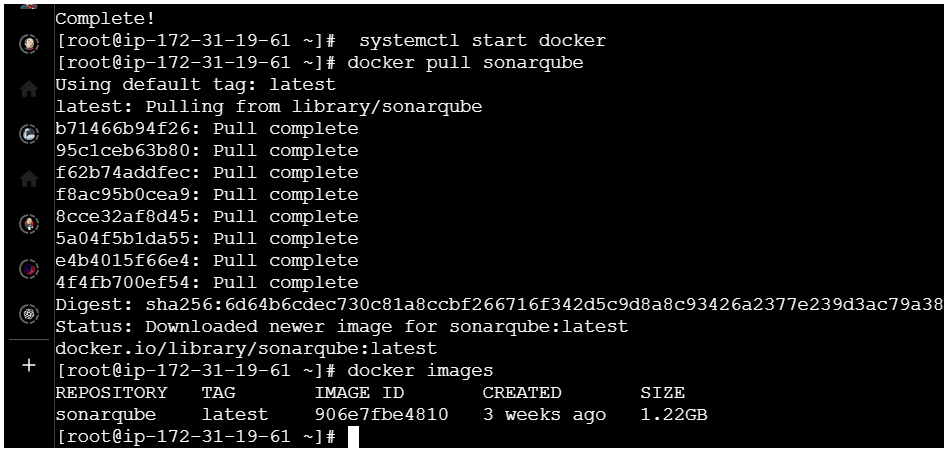 Complete!
[root@ip-172-31-19-61 ~]#  systemctl start docker
[root@ip-172-31-19-61 ~]# docker pull sonarqube
Using default tag: latest
latest: Pulling from library/sonarqube
b71466b94f26: Pull complete
95c1ceb63b80: Pull complete
f62b74addfec: Pull complete
f8ac95b0cea9: Pull complete
8cce32af8d45: Pull complete
5a04f5b1da55: Pull complete
e4b4015f66e4: Pull complete
4f4fb700ef54: Pull complete
Digest: sha256:6d64b6cdec730c81a8ccbf266716f342d5c9d8a8c93426a2377e239d3ac79a38
Status: Downloaded newer image for sonarqube:latest
docker.io/library/sonarqube:latest
[root@ip-172-31-19-61 ~]# docker images
REPOSITORY   TAG       IMAGE ID       CREATED       SIZE
sonarqube    latest    906e7fbe4810   3 weeks ago   1.22GB
[root@ip-172-31-19-61 ~]#